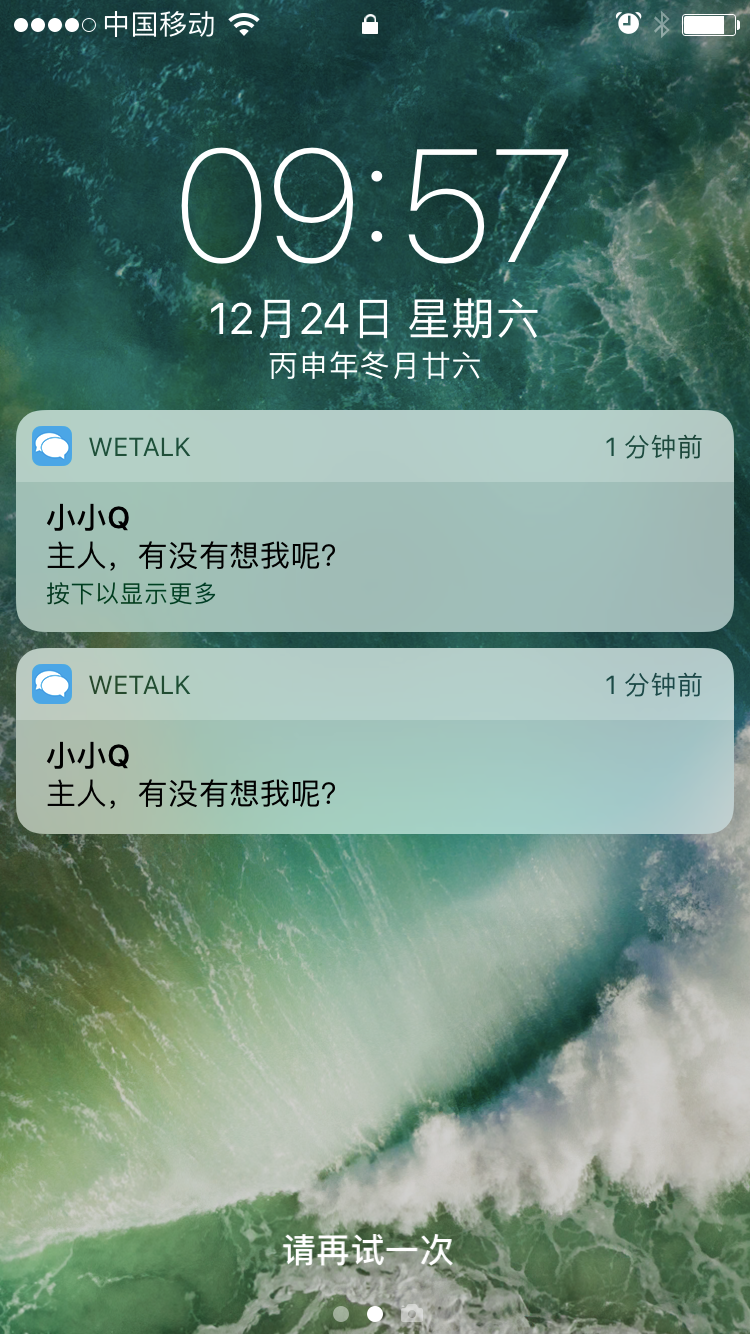 中国移动
09:57
12月24日 星期六
丙申年冬月廿六
WETALK 1 分钟前
小小Q
主人，有没有想我呢?
按下以显示更多
WETALK 1 分钟前
小小Q
主人，有没有想我呢?
请再试一次